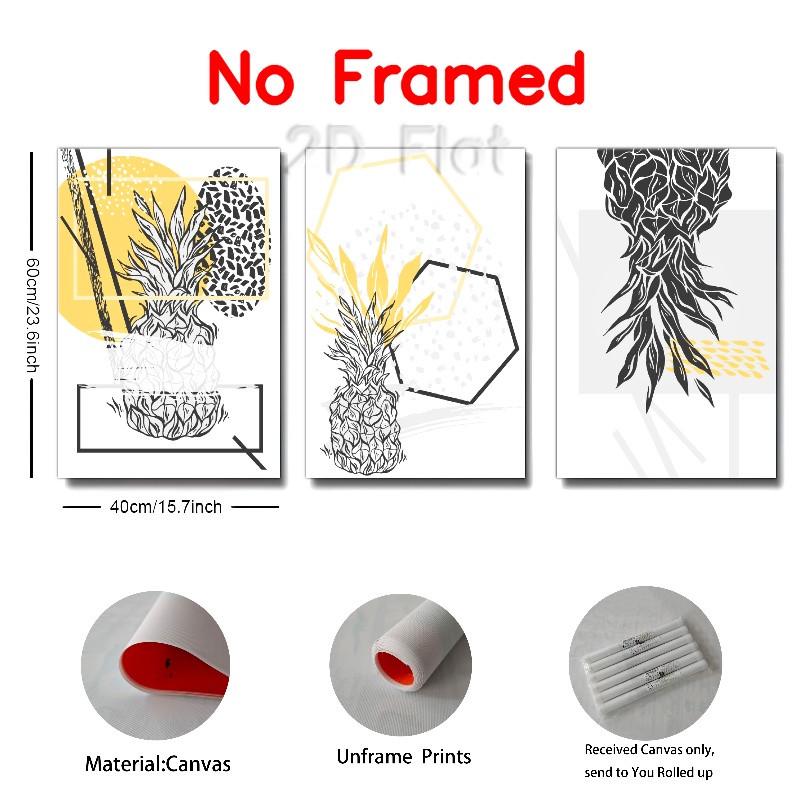 No Framed
2D Flat
60cm/23.6inch
40cm/15.7inch
Material:Canvas
Unframe Prints
Received Canvas only,
send to You Rolled up